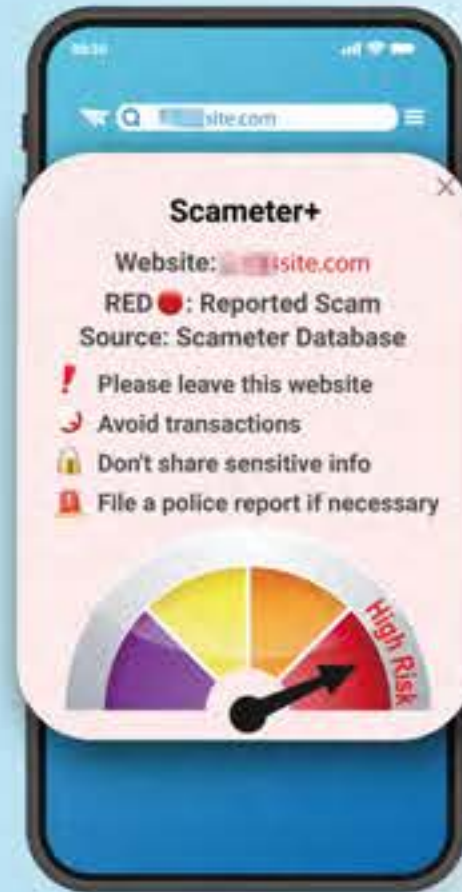 site.com
Scameter+
Website: site.com
RED : Reported Scam
Source: Scameter Database
Please leave this website
Avoid transactions
Don't share sensitive info
File a police report if necessary
High Risk